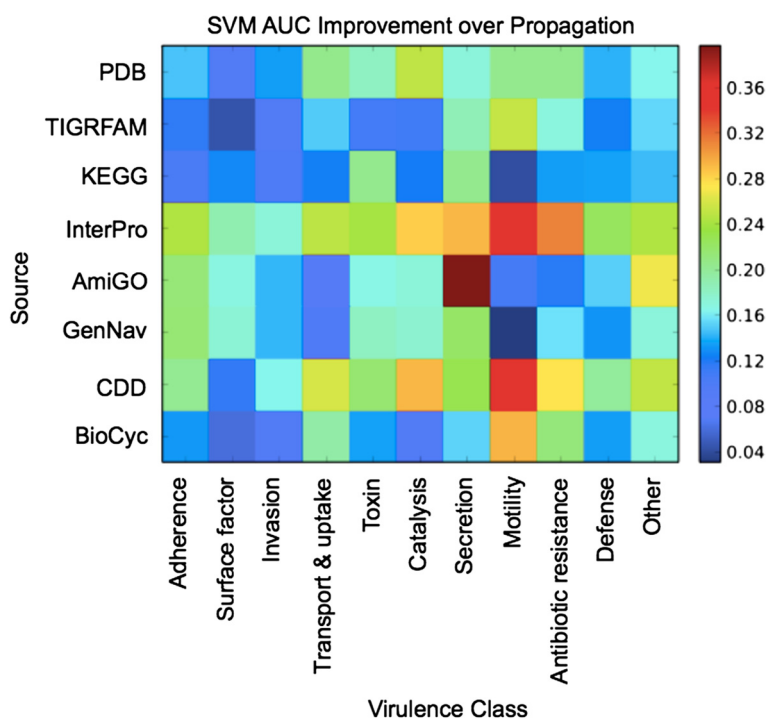 SVM AUC Improvement over Propagation
PDB
TIGRFAM
KEGG
InterPro
AmiGO
GenNav
CDD
BioCyc
Source
0.36
0.32
0.28
0.24
0.20
0.16
0.12
0.08
0.04
Adherence
Surface factor
Invasion
Transport & uptake
Toxin
Catalysis
Secretion
Motility
Antibiotic resistance
Defense
Other
Virulence Class